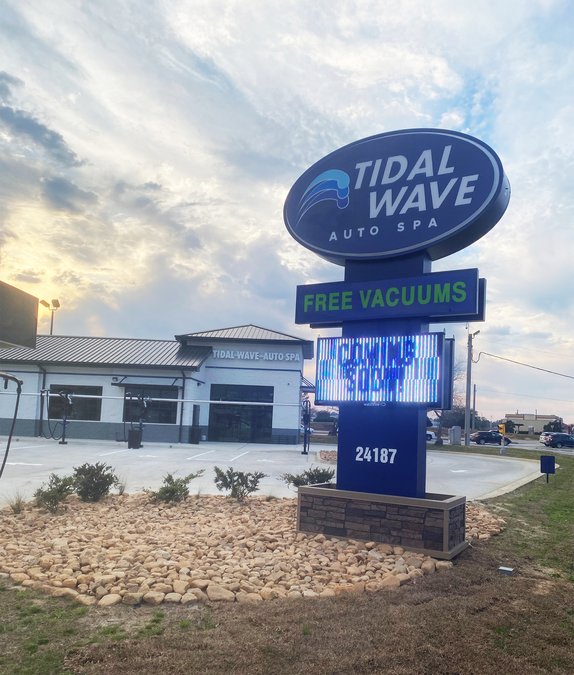 TIDAL
WAVE
AUTO SPA
FREE VACUUMS
COMING
SOON
24187
TIDAL-WAVE-AUTO SPA